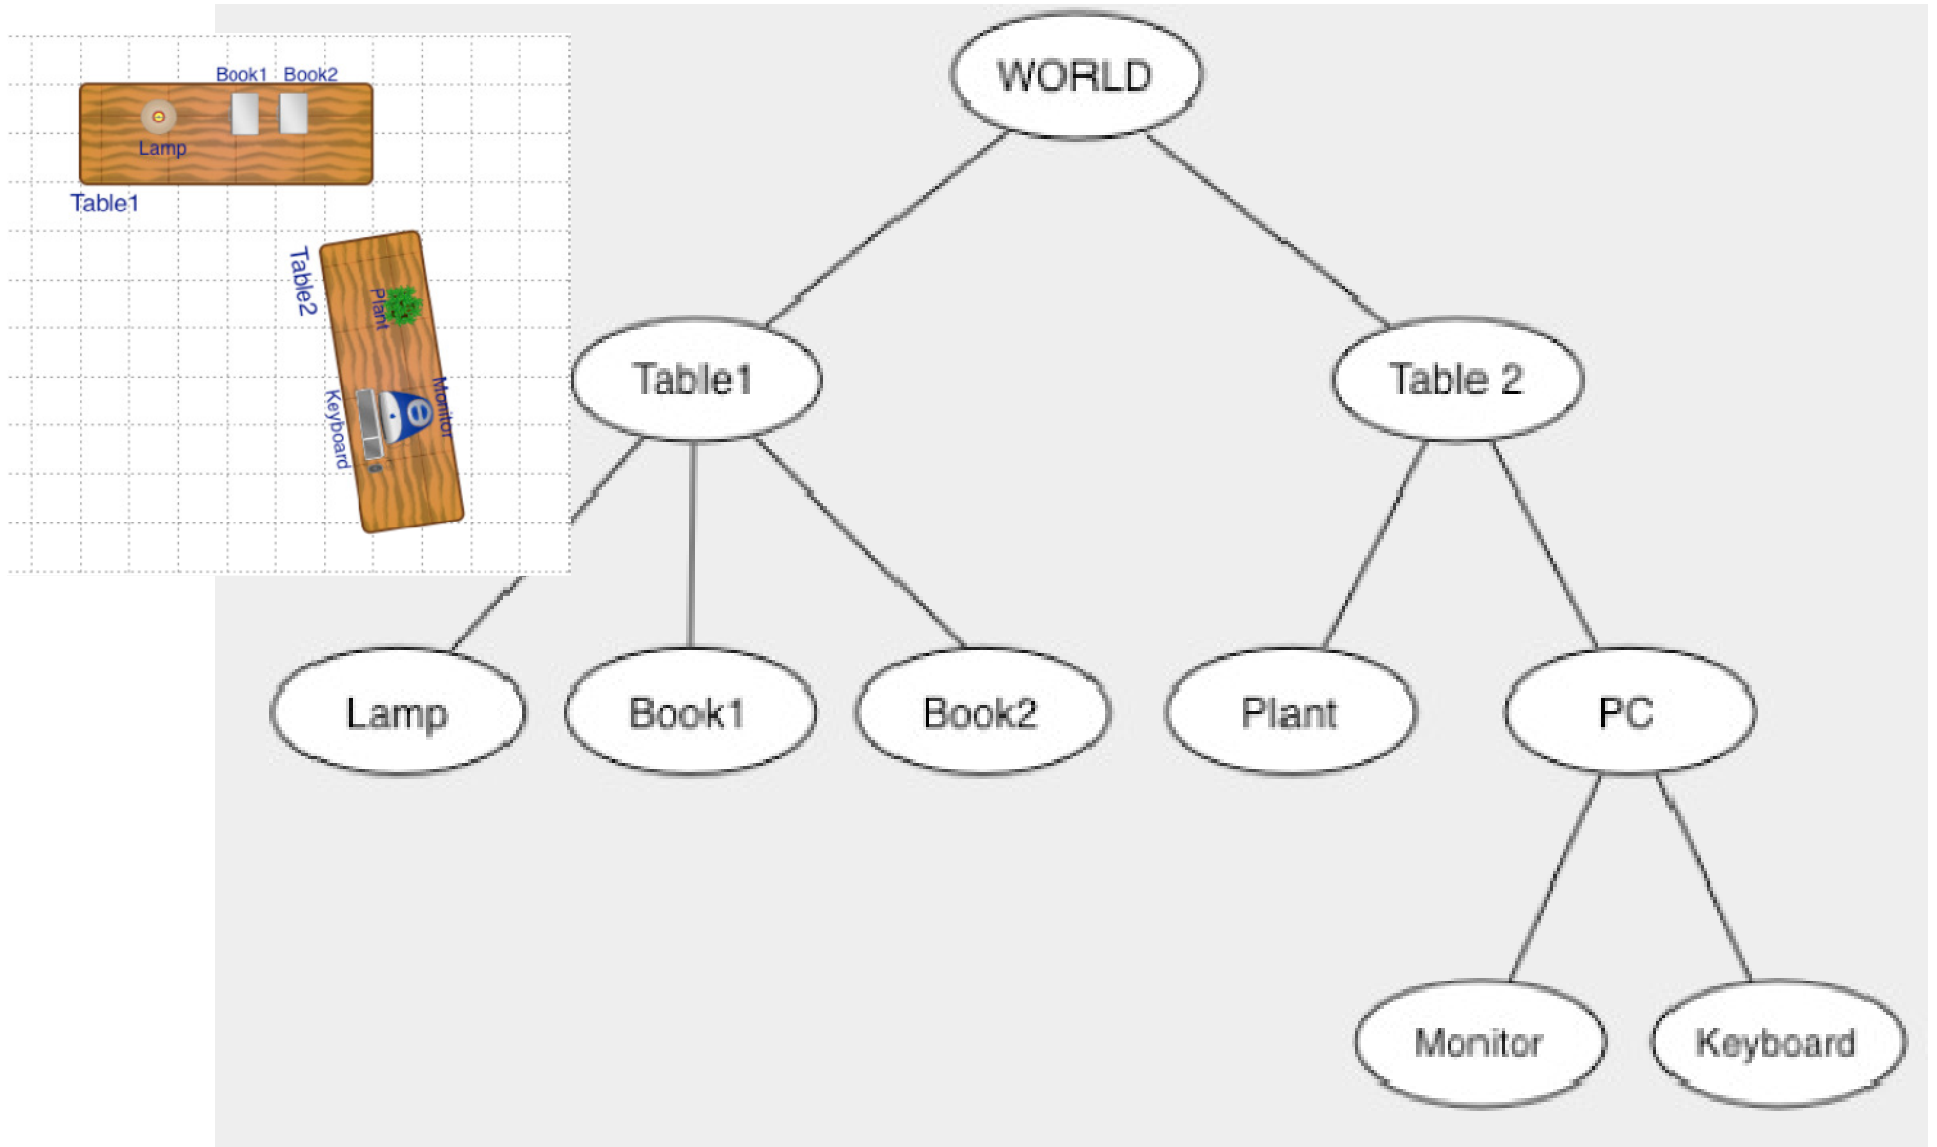 Book1 Book2
Lamp
Table1
Table2
Plant
Monitor
Keyboard
WORLD
Table1
Table 2
Lamp
Book1
Book2
Plant
PC
Monitor
Keyboard